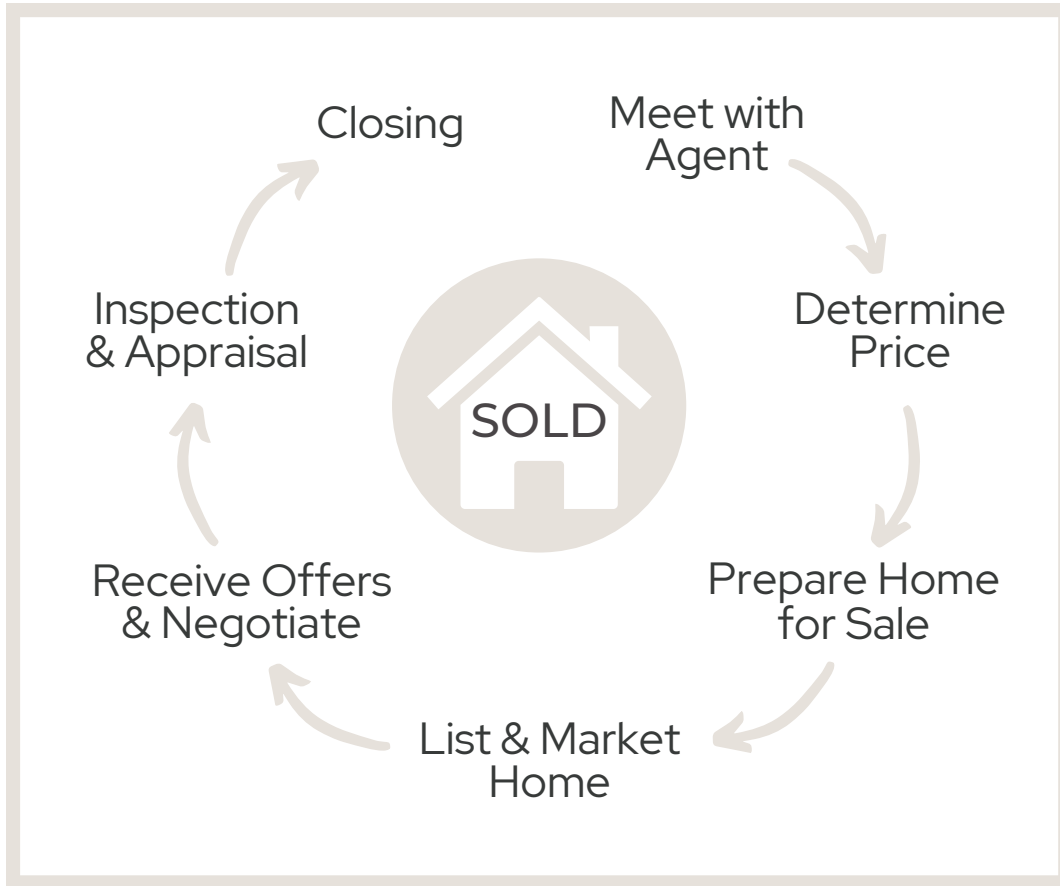 Meet with
Agent
Determine
Price
Prepare Home
for Sale
List & Market
Home
Receive Offers
& Negotiate
Inspection
& Appraisal
Closing
SOLD